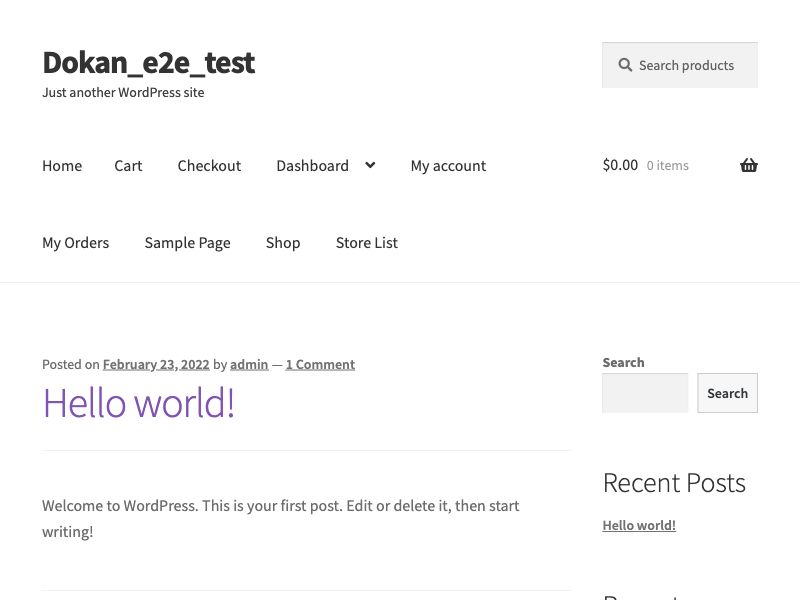 Dokan_e2e_test
Just another WordPress site
Search products
Home Cart Checkout Dashboard My account
$0.00 0 items
My Orders Sample Page Shop Store List
Posted on February 23, 2022 by admin — 1 Comment
Hello world!
Welcome to WordPress. This is your first post. Edit or delete it, then start
writing!
Search
Search
Recent Posts
Hello world!